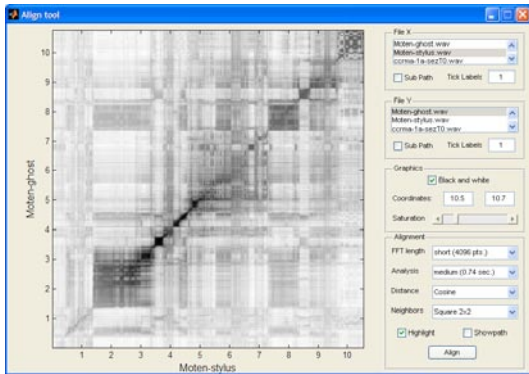 Align tool
10
9
8
7
6
5
4
3
2
1
Moten-ghost
1 2 3 4 5 6 7 8 9 10
Moten-stylus
File X
Moten-ghost.wav
Moten-stylus.wav
ccrma-1a-sezT0.wav
Sub Path Tick Labels 1
File Y
Moten-ghost.wav
Moten-stylus.wav
ccrma-1a-sezT0.wav
Sub Path Tick Labels 1
Graphics
Black and white
Coordinates 10.5 10.7
Saturation
Alignment
FFT length short (4096 pts.)
Analysis medium (0.74 sec.)
Distance Cosine
Neighbors Square 2x2
Highlight Showpath
Align